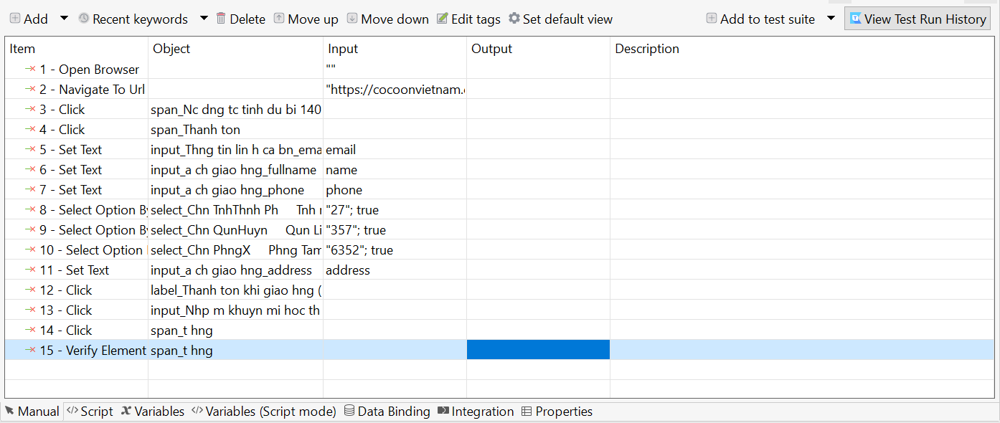 Add Recent keywords Delete Move up Move down Edit tags Set default view Add to test suite View Test Run History
Item Object Input Output Description
1 - Open Browser ""
2 - Navigate To Url "https://cocoonvietnam.
3 - Click span_Nc dng tc tinh du bi 140
4 - Click span_Thanh ton
5 - Set Text input_Thng tin lin h ca bn_ema email
6 - Set Text input_a ch giao hng_fullname name
7 - Set Text input_a ch giao hng_phone phone
8 - Select Option By select_Chn TnhThnh Ph Tnh "27"; true
9 - Select Option By select_Chn QunHuyn Qun Li "357"; true
10 - Select Option select_Chn PhngX Phng Tam "6352"; true
11 - Set Text input_a ch giao hng_address address
12 - Click label_Thanh ton khi giao hng (
13 - Click input_Nhp m khuyn mi hoc th
14 - Click span_t hng
15 - Verify Element span_t hng
Manual Script Variables Variables (Script mode) Data Binding Integration Properties